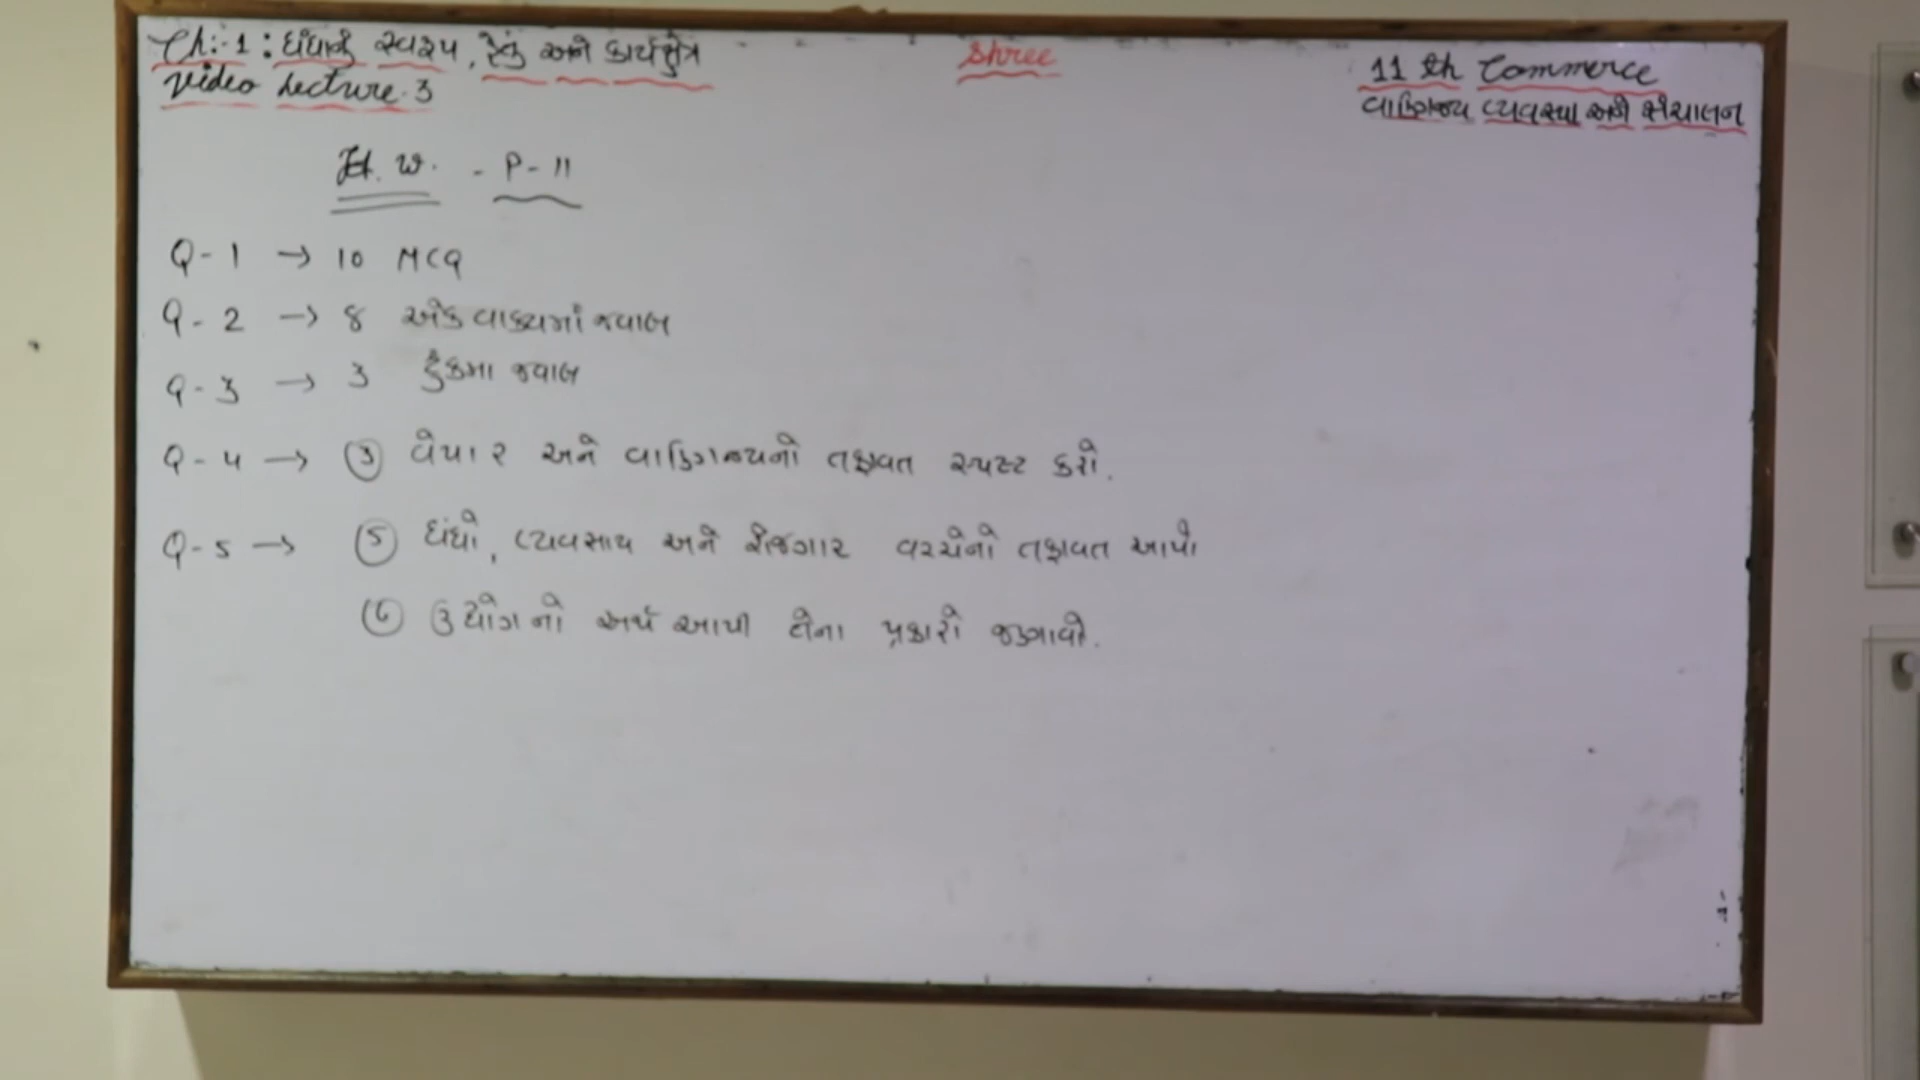 Ch:-1 : ધંધાનું સ્વરૂપ, હેતુ અને કાર્યક્ષેત્ર
Video Lecture-3
Shree
11 th Commerce
વાણિજ્ય વ્યવસ્થા અને સંચાલન
H.W. - P-11
Q-1 → 10 MCQ
Q-2 → 8 એક વાક્યમાં જવાબ
Q-3 → 3 ટુંકમા જવાબ
Q-4 → (3) વેપાર અને વાણિજ્યનો તફાવત સ્પષ્ટ કરો.
Q-5 → (5) ધંધો, વ્યવસાય અને રોજગાર વચ્ચેનો તફાવત આપો
(6) ઉદ્યોગનો અર્થ આપી તેના પ્રકારો જણાવો.